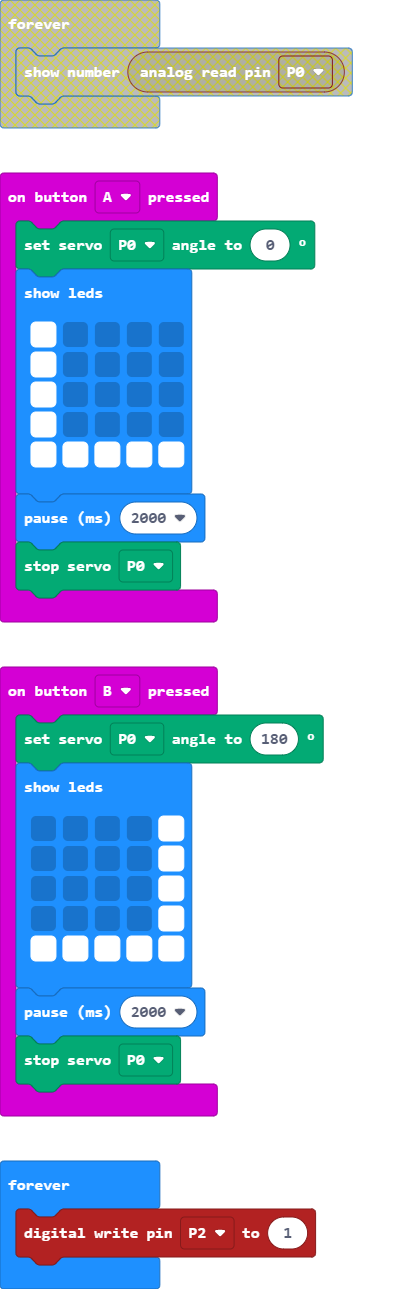 forever
show number analog read pin P0
on button A pressed
set servo P0 angle to 0 °
show leds
pause (ms) 2000
stop servo P0
on button B pressed
set servo P0 angle to 180 °
show leds
pause (ms) 2000
stop servo P0
forever
digital write pin P2 to 1